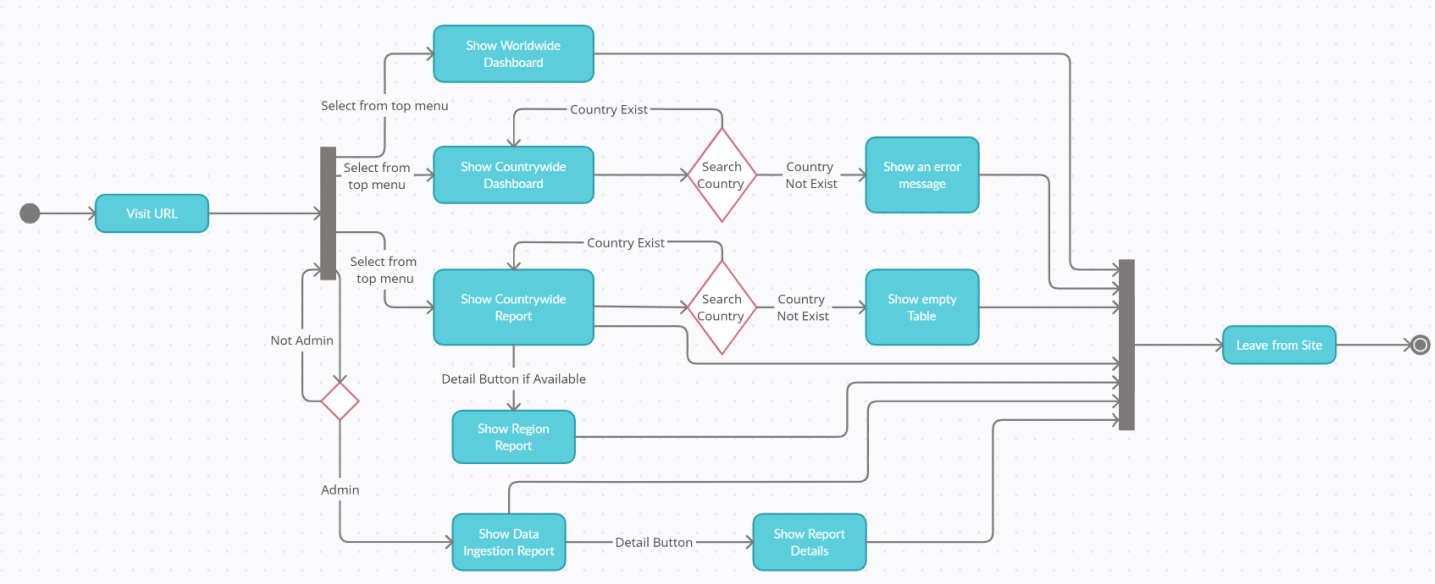 Show Worldwide
Dashboard
Select from top menu
Country Exist
Select from
top menu
Show Countrywide
Dashboard
Search
Country
Country
Not Exist
Show an error
message
Visit URL
Country Exist
Select from
top menu
Show Countrywide
Report
Search
Country
Country
Not Exist
Show empty
Table
Not Admin
Leave from Site
Detail Button if Available
Show Region
Report
Admin
Show Data
Ingestion Report
Detail Button
Show Report
Details